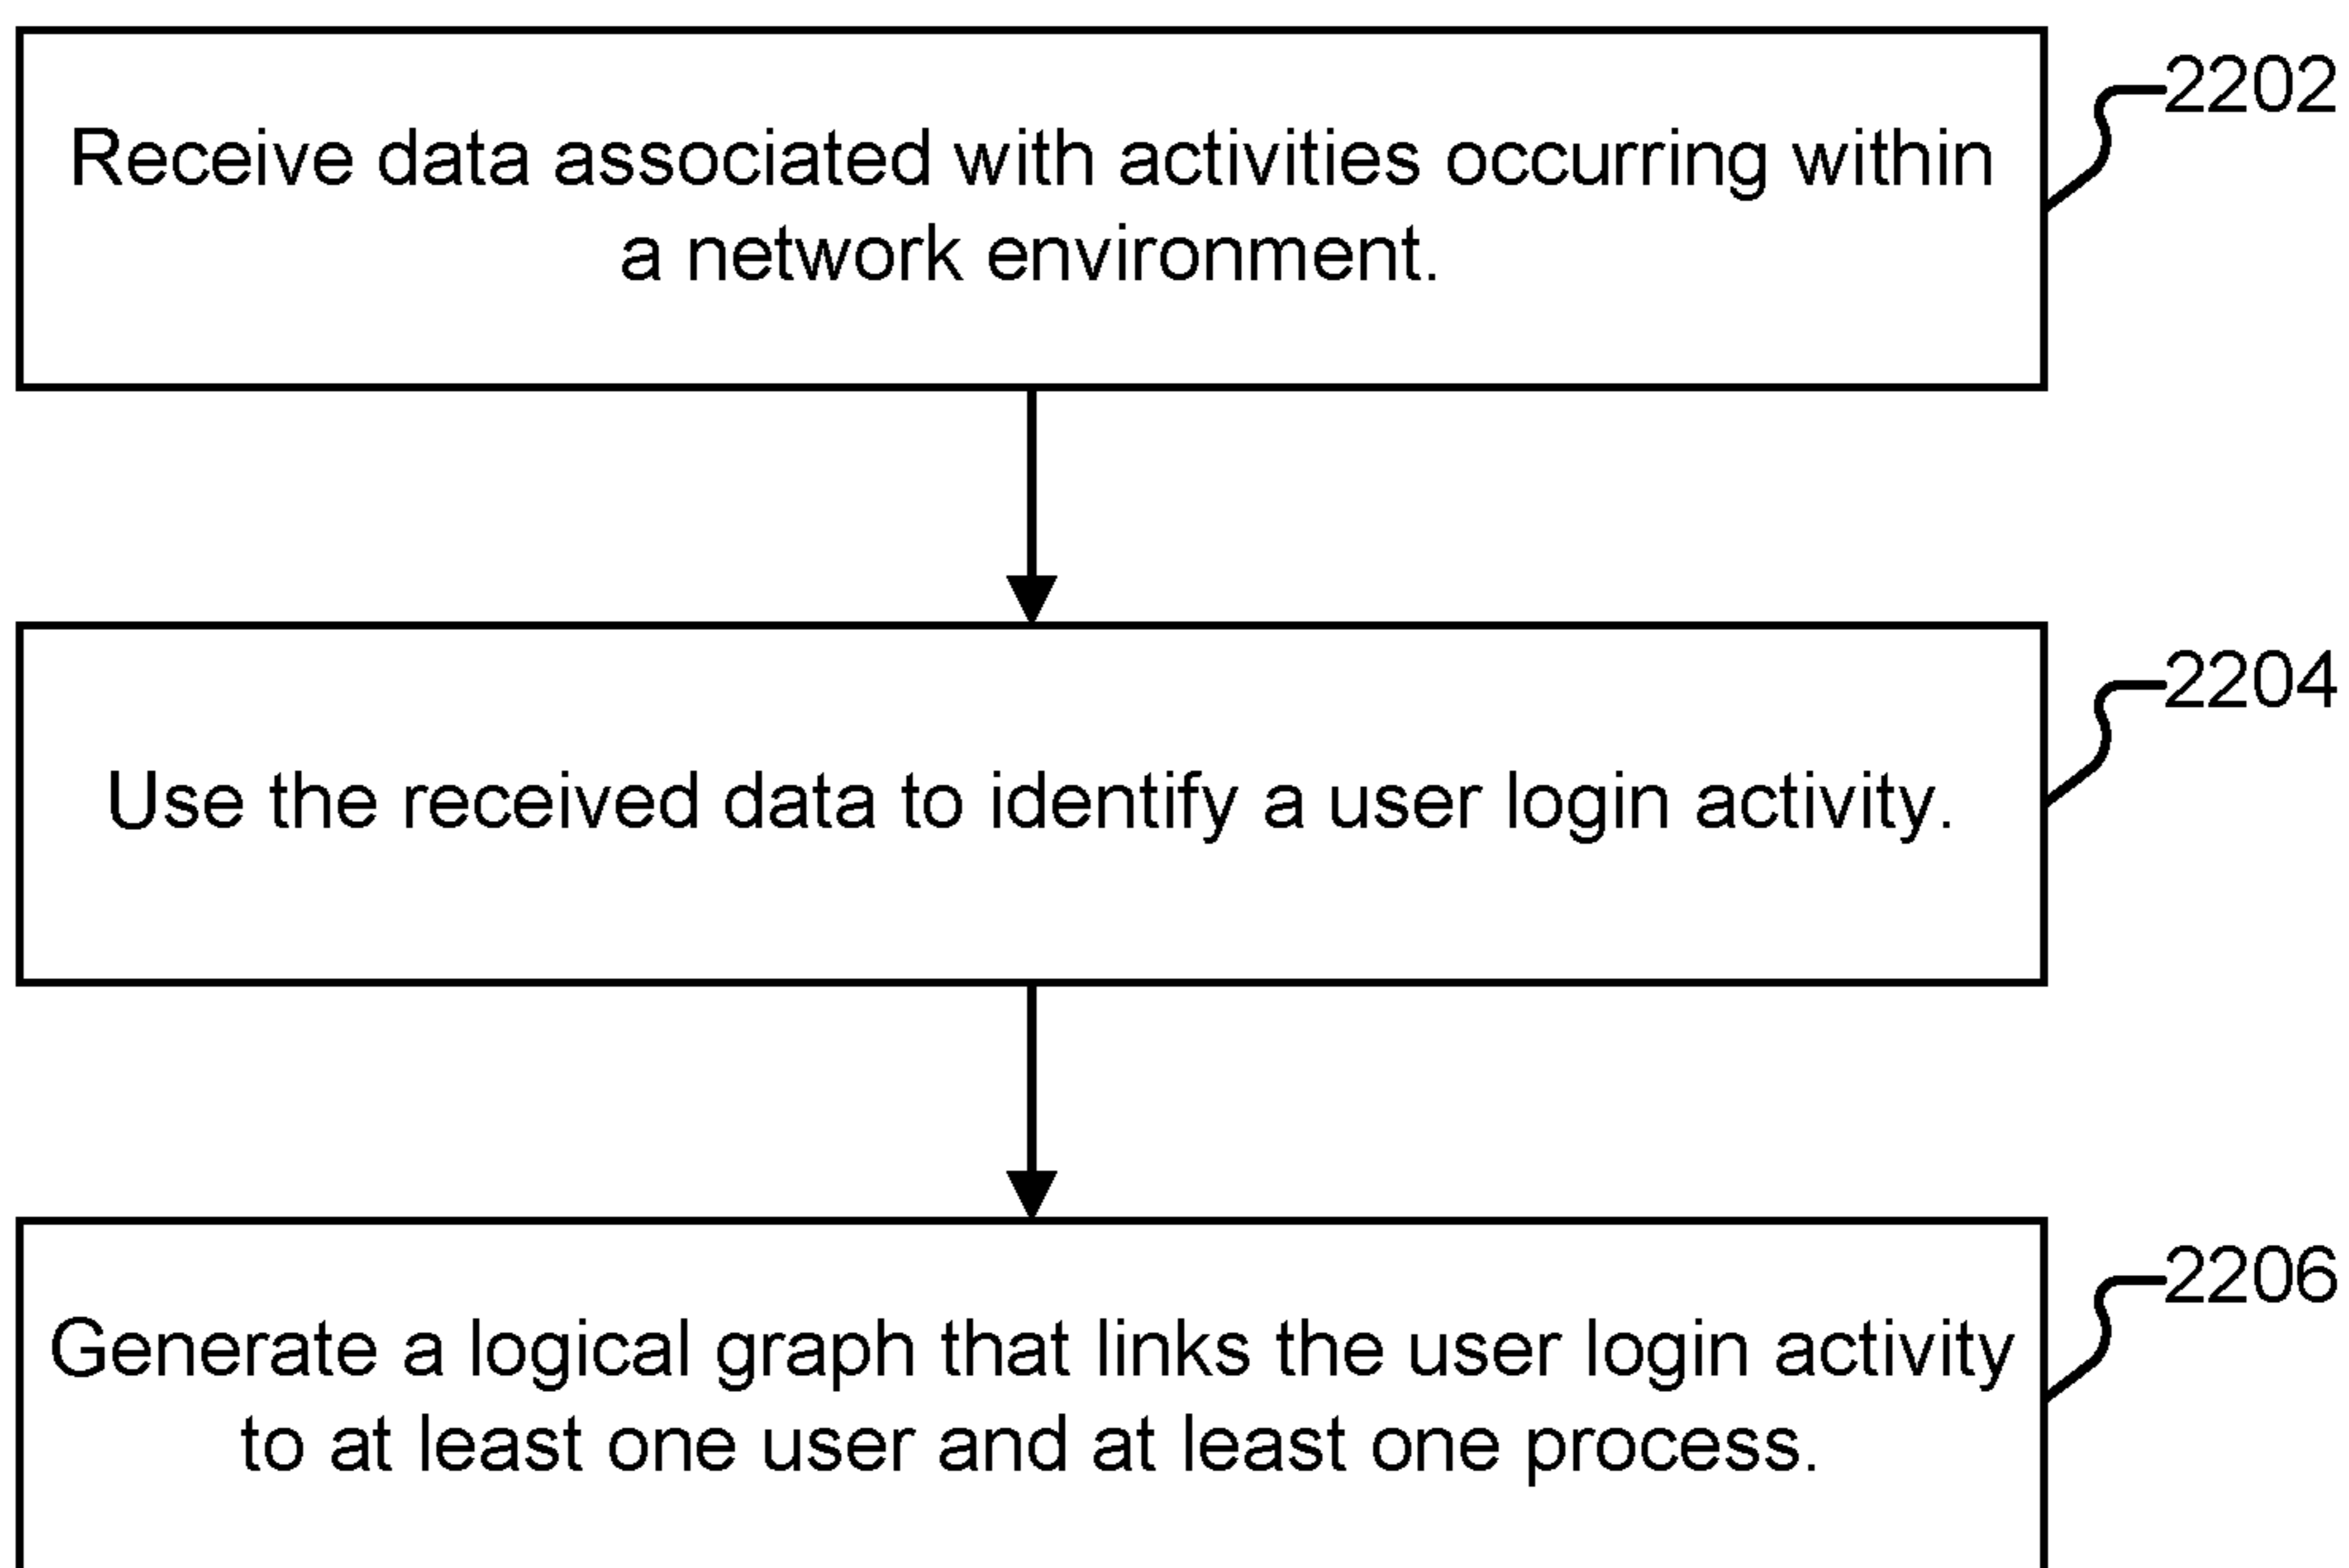 2202
Receive data associated with activities occurring within
a network environment.
2204
Use the received data to identify a user login activity.
2206
Generate a logical graph that links the user login activity
to at least one user and at least one process.